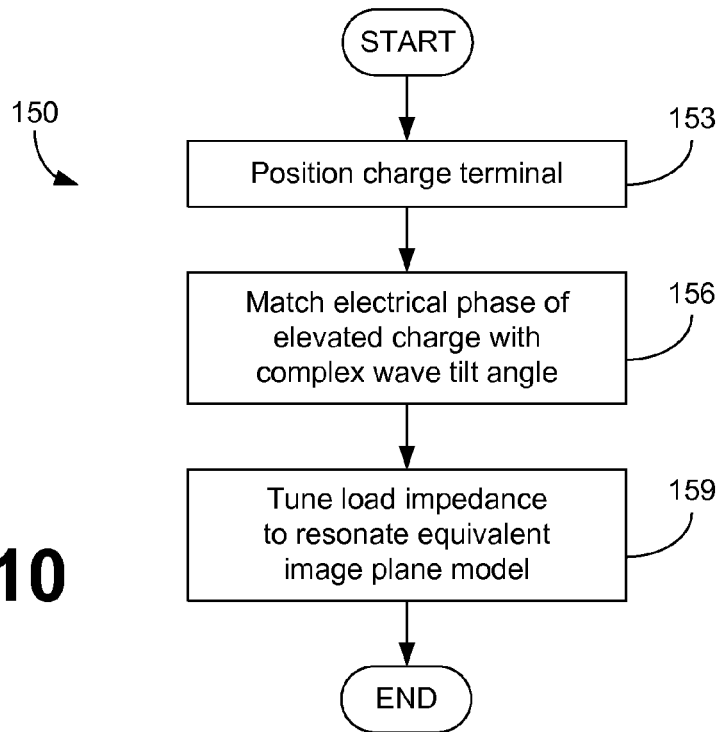 START
150
153
Position charge terminal
Match electrical phase of
elevated charge with
complex wave tilt angle
156
Tune load impedance
to resonate equivalent
image plane model
159
10
END